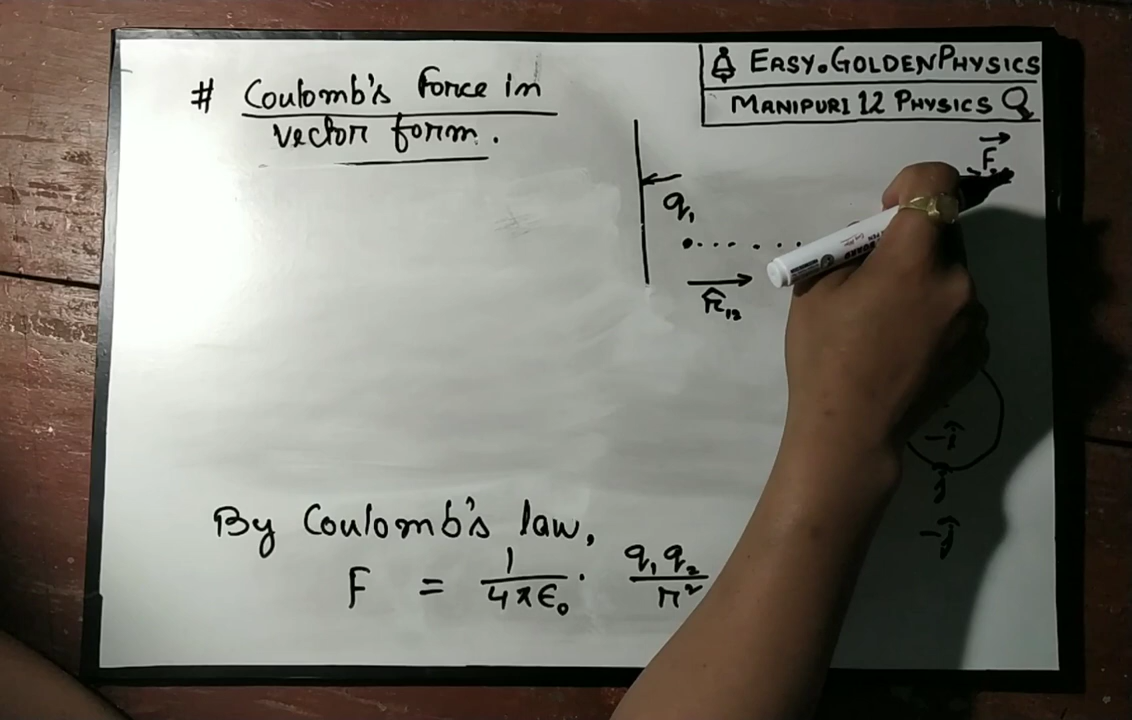 # Coulomb's Force in
vector form.
EASY.GOLDENPHYSICS
MANIPURI 12 PHYSICS
F
q₁
r̂₁₂
-î
ĵ
-ĵ
By Coulomb's law,
F = 1/4πε₀ . q₁q₂/r²